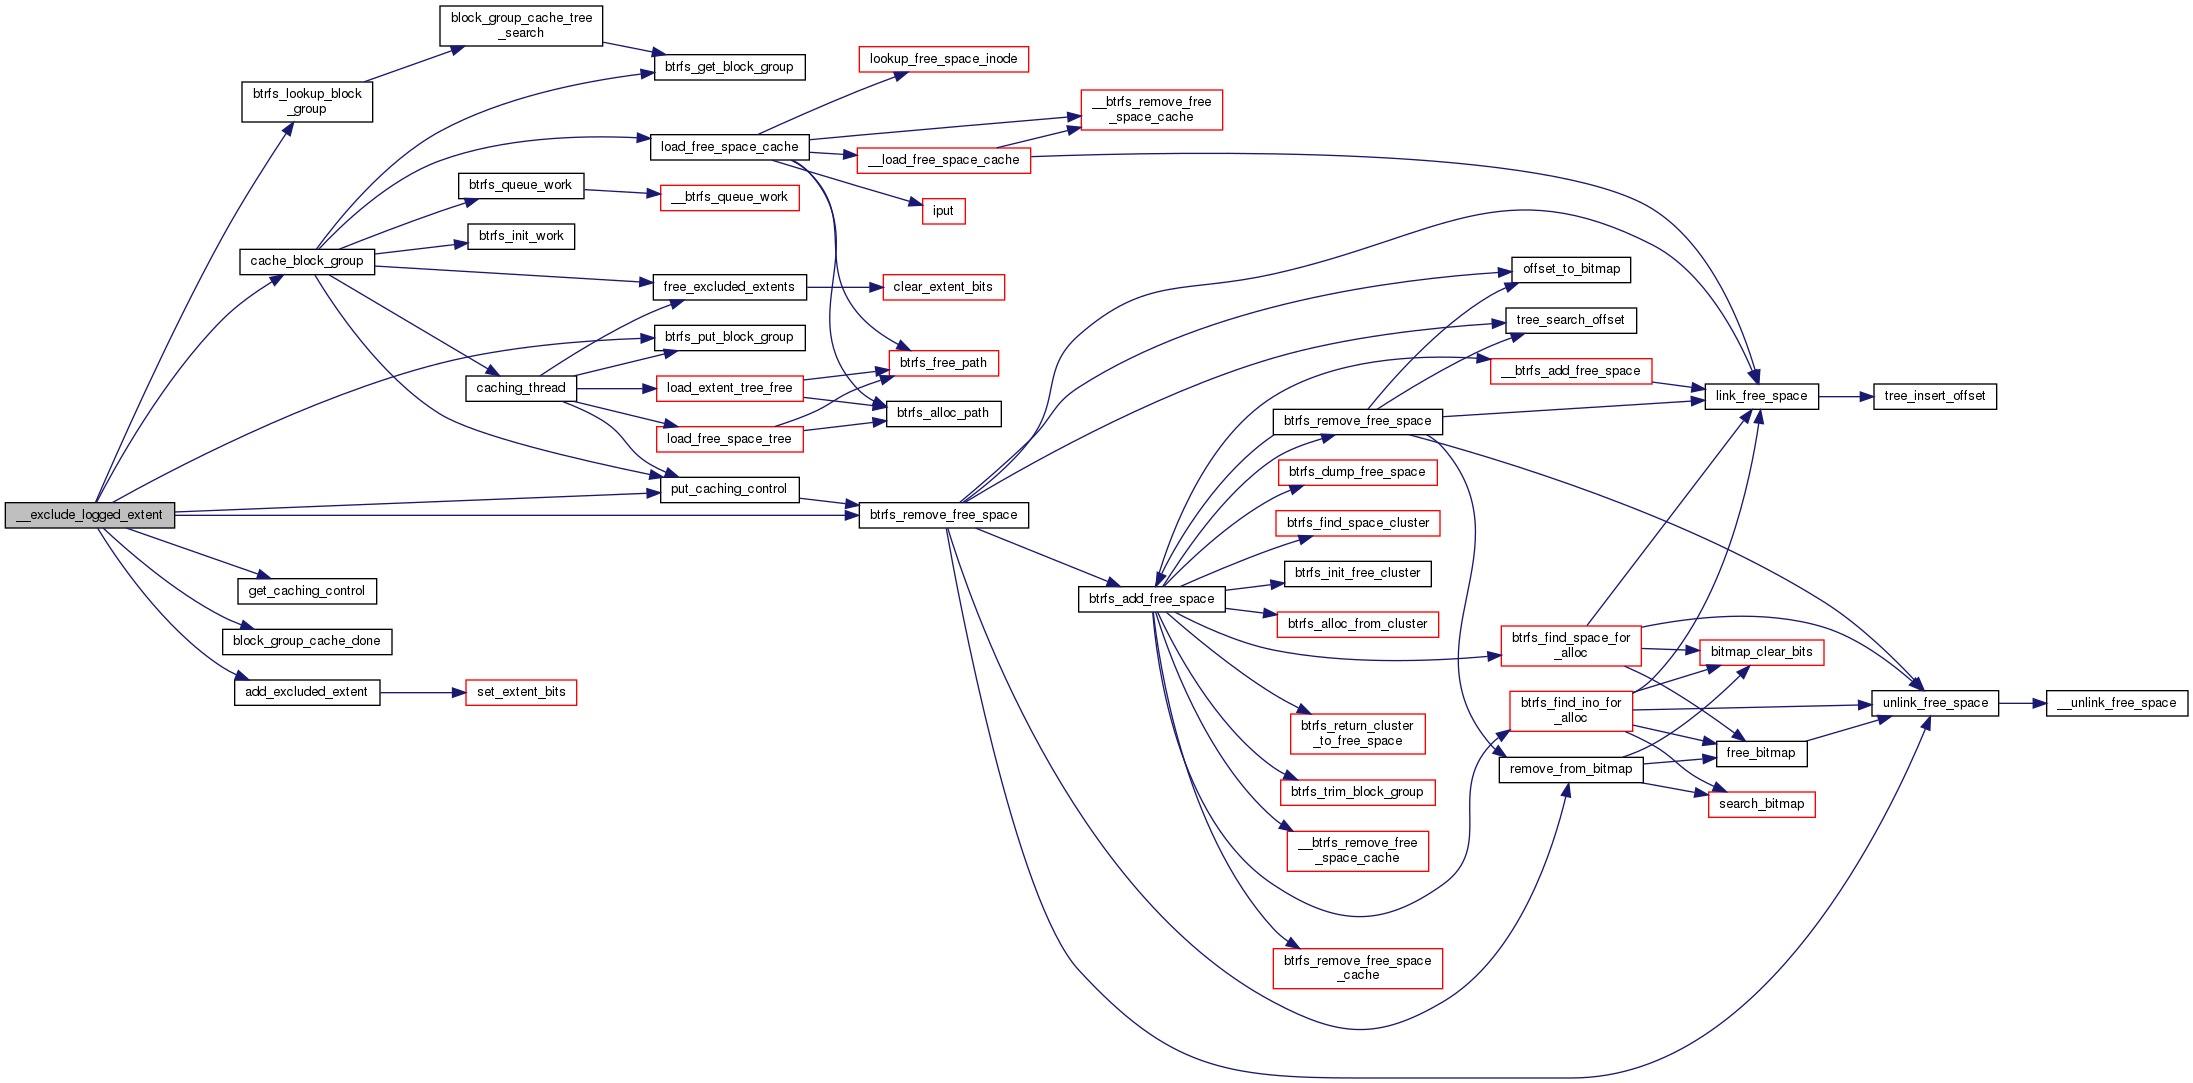 block_group_cache_tree
_search
btrfs_get_block_group
btrfs_lookup_block
_group
lookup_free_space_inode
__btrfs_remove_free
_space_cache
load_free_space_cache
__load_free_space_cache
btrfs_queue_work
__btrfs_queue_work
iput
btrfs_init_work
cache_block_group
free_excluded_extents
clear_extent_bits
offset_to_bitmap
tree_search_offset
btrfs_put_block_group
btrfs_free_path
__btrfs_add_free_space
caching_thread
load_extent_tree_free
btrfs_alloc_path
link_free_space
tree_insert_offset
btrfs_remove_free_space
load_free_space_tree
btrfs_dump_free_space
put_caching_control
__exclude_logged_extent
btrfs_remove_free_space
btrfs_find_space_cluster
btrfs_init_free_cluster
get_caching_control
btrfs_add_free_space
btrfs_alloc_from_cluster
block_group_cache_done
btrfs_find_space_for
_alloc
bitmap_clear_bits
add_excluded_extent
set_extent_bits
btrfs_find_ino_for
_alloc
unlink_free_space
__unlink_free_space
btrfs_return_cluster
_to_free_space
free_bitmap
remove_from_bitmap
btrfs_trim_block_group
search_bitmap
__btrfs_remove_free
_space_cache
btrfs_remove_free_space
_cache